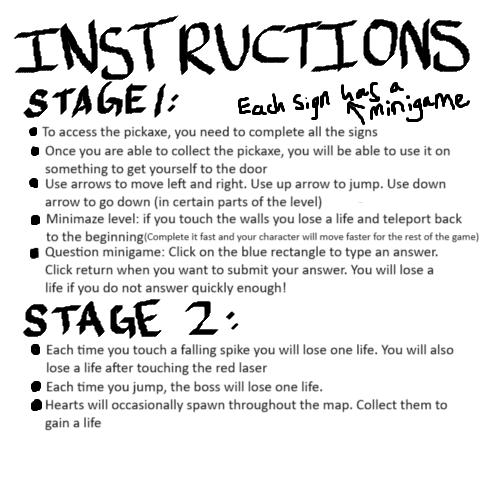 INSTRUCTIONS
STAGE 1:
Each sign has a minigame
To access the pickaxe, you need to complete all the signs
Once you are able to collect the pickaxe, you will be able to use it on
something to get yourself to the door
Use arrows to move left and right. Use up arrow to jump. Use down
arrow to go down (in certain parts of the level)
Minimaze level: if you touch the walls you lose a life and teleport back
to the beginning(Complete it fast and your character will move faster for the rest of the game)
Question minigame: Click on the blue rectangle to type an answer.
Click return when you want to submit your answer. You will lose a
life if you do not answer quickly enough!
STAGE 2:
Each time you touch a falling spike you will lose one life. You will also
lose a life after touching the red laser
Each time you jump, the boss will lose one life.
Hearts will occasionally spawn throughout the map. Collect them to
gain a life